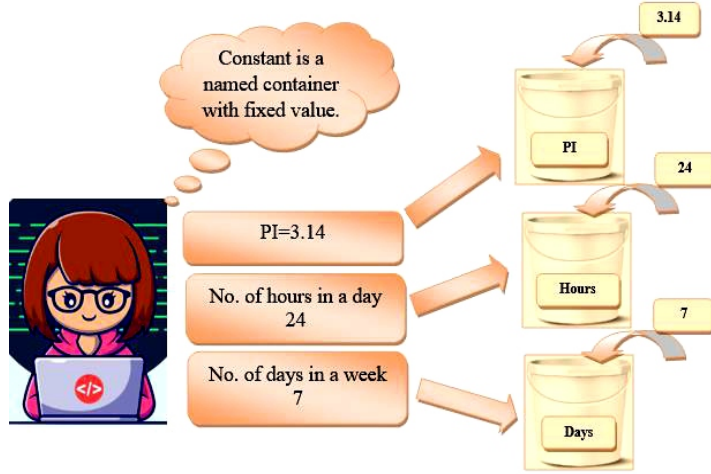 Constant is a
named container
with fixed value.
PI=3.14
No. of hours in a day
24
No. of days in a week
7
3.14
PI
24
Hours
7
Days
</>